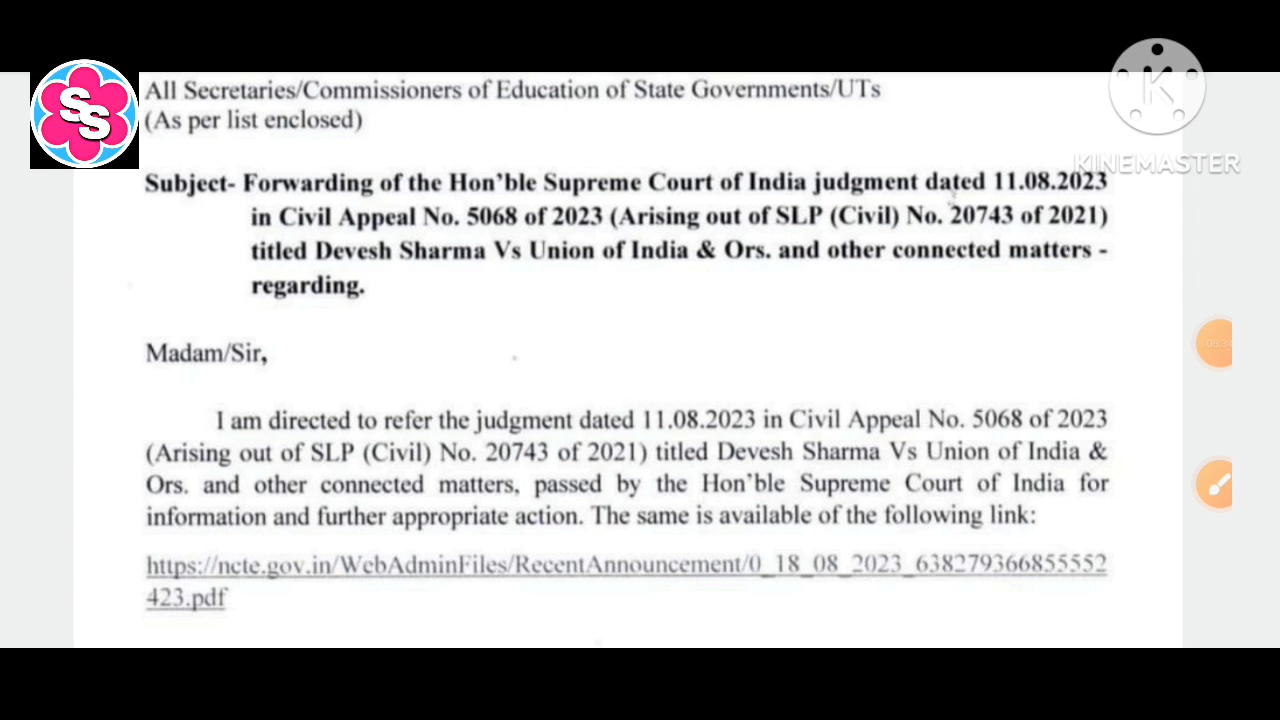 All Secretaries/Commissioners of Education of State Governments/UTs
(As per list enclosed)
Subject- Forwarding of the Hon'ble Supreme Court of India judgment dated 11.08.2023
in Civil Appeal No. 5068 of 2023 (Arising out of SLP (Civil) No. 20743 of 2021)
titled Devesh Sharma Vs Union of India & Ors. and other connected matters -
regarding.
Madam/Sir,
I am directed to refer the judgment dated 11.08.2023 in Civil Appeal No. 5068 of 2023
(Arising out of SLP (Civil) No. 20743 of 2021) titled Devesh Sharma Vs Union of India &
Ors. and other connected matters, passed by the Hon'ble Supreme Court of India for
information and further appropriate action. The same is available of the following link:
https://ncte.gov.in/WebAdminFiles/RecentAnnouncement/0_18_08_2023_638279366855552
423.pdf
SS
K
KINEMASTER